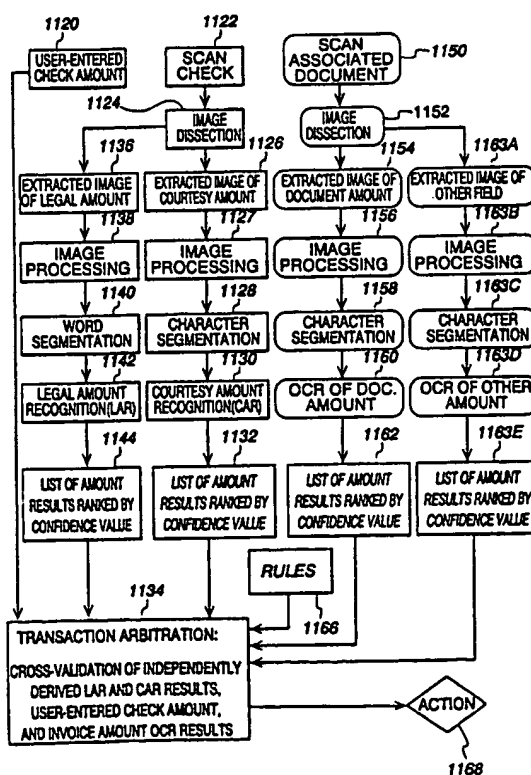 1120
USER-ENTERED
CHECK AMOUNT
1122
SCAN
CHECK
SCAN
ASSOCIATED
DOCUMENT
1150
1124
IMAGE
DISSECTION
IMAGE
DISSECTION
1152
1136
EXTRACTED IMAGE
OF LEGAL AMOUNT
1126
EXTRACTED IMAGE OF
COURTESY AMOUNT
1154
EXTRACTED IMAGE OF
DOCUMENT AMOUNT
1163A
EXTRACTED IMAGE OF
OTHER FIELD
1138
IMAGE
PROCESSING
1127
IMAGE
PROCESSING
1156
IMAGE
PROCESSING
1163B
IMAGE
PROCESSING
1140
WORD
SEGMENTATION
1128
CHARACTER
SEGMENTATION
1158
CHARACTER
SEGMENTATION
1163C
CHARACTER
SEGMENTATION
1142
LEGAL AMOUNT
RECOGNITION(LAR)
1130
COURTESY AMOUNT
RECOGNITION(CAR)
1160
OCR OF DOC.
AMOUNT
1163D
OCR OF OTHER
AMOUNT
1144
LIST OF AMOUNT
RESULTS RANKED BY
CONFIDENCE VALUE
1132
LIST OF AMOUNT
RESULTS RANKED BY
CONFIDENCE VALUE
1162
LIST OF AMOUNT
RESULTS RANKED BY
CONFIDENCE VALUE
1163E
LIST OF AMOUNT
RESULTS RANKED BY
CONFIDENCE VALUE
RULES
1166
1134
TRANSACTION ARBITRATION:
CROSS-VALIDATION OF INDEPENDENTLY
DERIVED LAR AND CAR RESULTS,
USER-ENTERED CHECK AMOUNT,
AND INVOICE AMOUNT OCR RESULTS
ACTION
1168